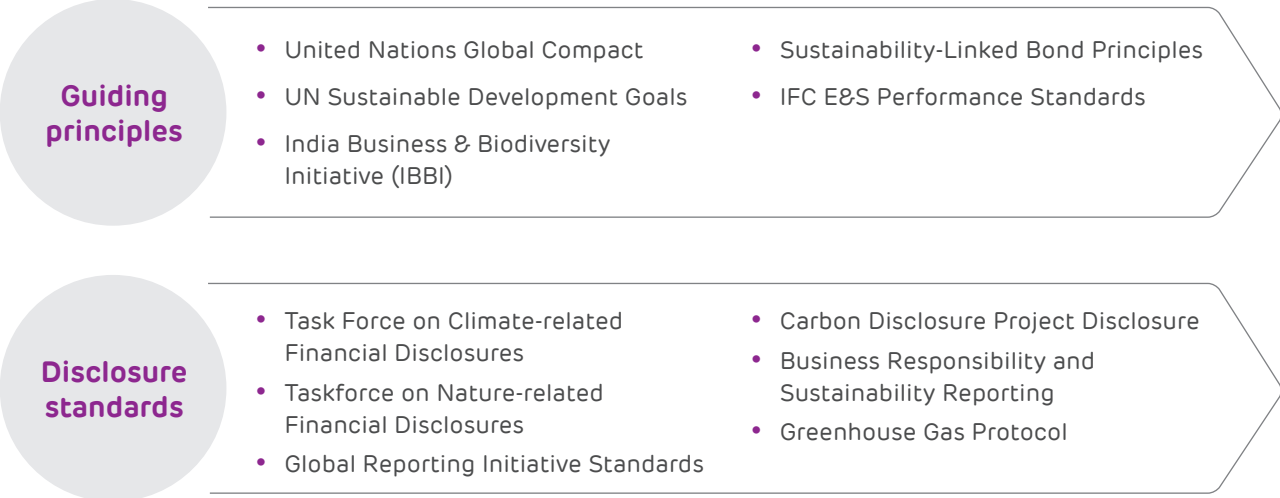 Guiding
principles
• United Nations Global Compact
• UN Sustainable Development Goals
• India Business & Biodiversity
Initiative (IBBI)
• Sustainability-Linked Bond Principles
• IFC E&S Performance Standards
Disclosure
standards
• Task Force on Climate-related
Financial Disclosures
• Taskforce on Nature-related
Financial Disclosures
• Global Reporting Initiative Standards
• Carbon Disclosure Project Disclosure
• Business Responsibility and
Sustainability Reporting
• Greenhouse Gas Protocol